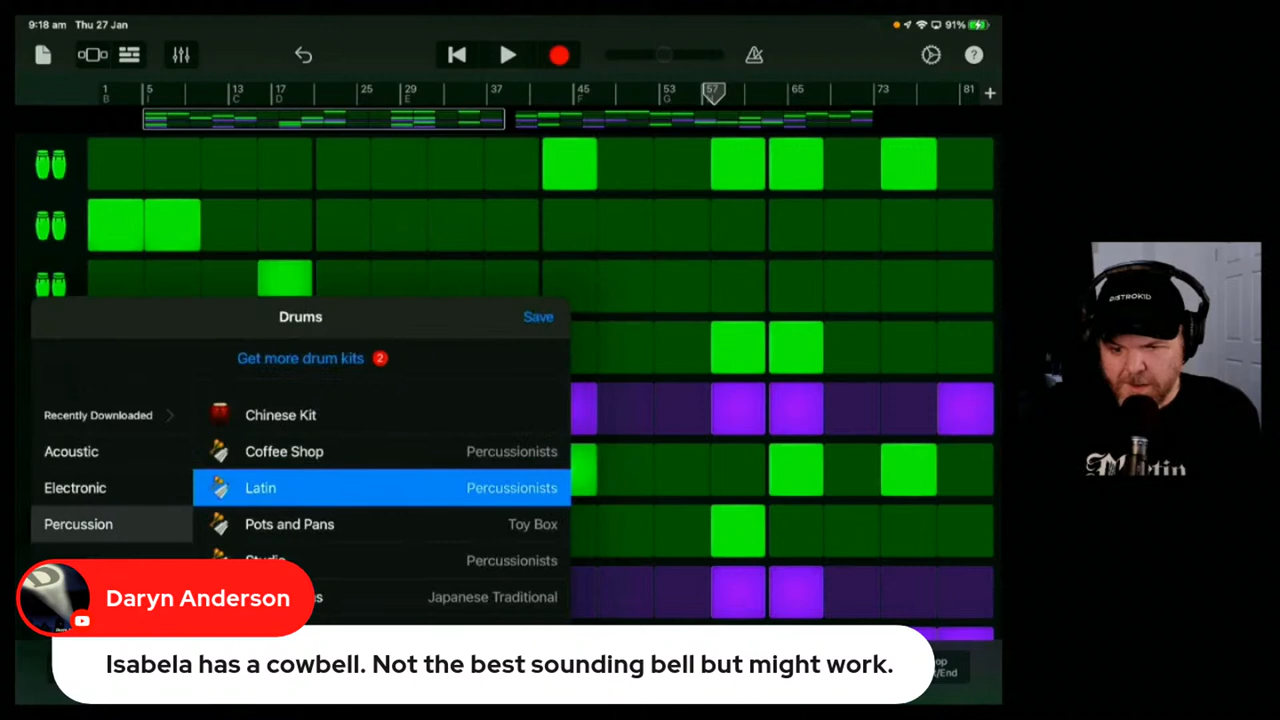 9:18 am Thu 27 Jan
91%
1 5 13 17 25 29 37 45 53 57 65 73 81
B I C D E F G
Drums Save
Get more drum kits 2
Recently Downloaded
Acoustic
Electronic
Percussion
Chinese Kit
Coffee Shop Percussionists
Latin Percussionists
Pots and Pans Toy Box
Studio Percussionists
Japanese Traditional
Daryn Anderson
Isabela has a cowbell. Not the best sounding bell but might work.
DISTROKID
Martin